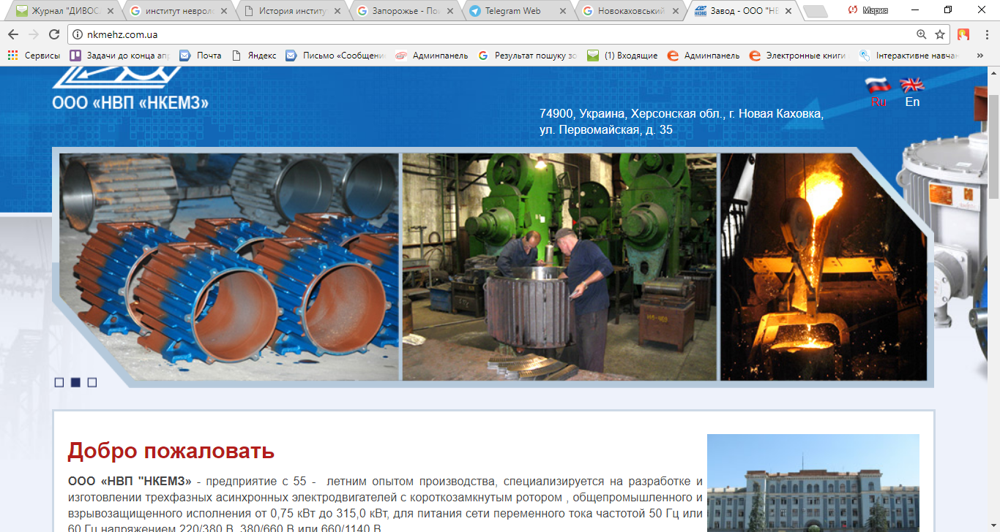 Журнал "ДИВОС
институт невроло
История институ
Запорожье - По
Telegram Web
Новокаховський
Завод - ООО "НЕ
Мария
nkmehz.com.ua
Сервисы
Задачи до конца апр
Почта
Яндекс
Письмо «Сообщени
Админпанель
Результат пошуку зо
(1) Входящие
Админпанель
Электронные книги
Інтерактивне навчан
ООО «НВП «НКЕМЗ»
Ru
En
74900, Украина, Херсонская обл., г. Новая Каховка,
ул. Первомайская, д. 35
Добро пожаловать
ООО «НВП "НКЕМЗ» - предприятие с 55 - летним опытом производства, специализируется на разработке и
изготовлении трехфазных асинхронных электродвигателей с короткозамкнутым ротором , общепромышленного и
взрывозащищенного исполнения от 0,75 кВт до 315,0 кВт, для питания сети переменного тока частотой 50 Гц или
60 Гц напряжением 220/380 В, 380/660 В или 660/1140 В